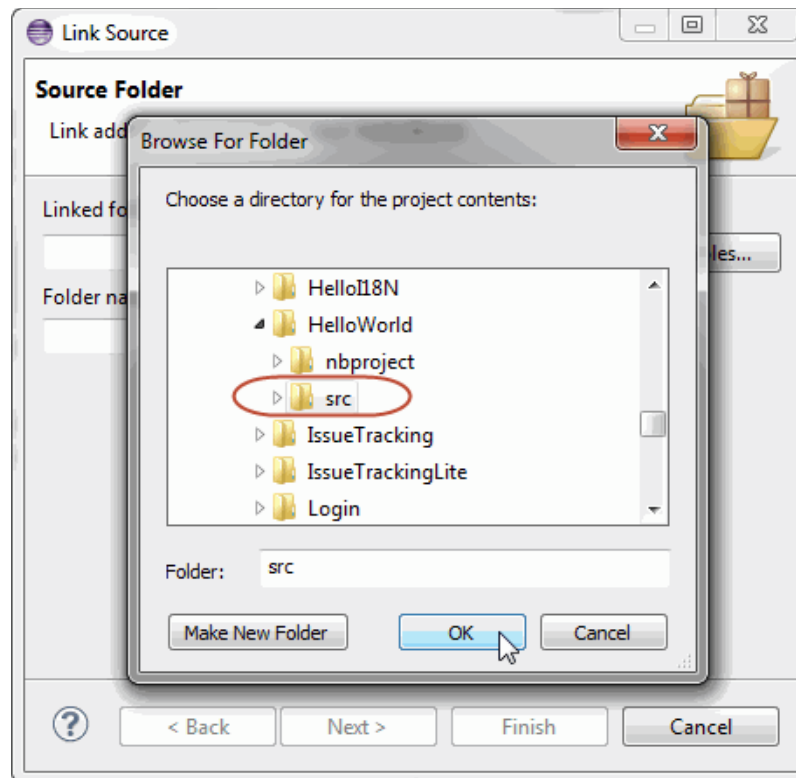 Link Source
Source Folder
Link add
Browse For Folder
Choose a directory for the project contents:
Linked fo
les...
Folder na
HelloI18N
HelloWorld
nbproject
src
IssueTracking
IssueTrackingLite
Login
Folder: src
Make New Folder OK Cancel
? < Back Next > Finish Cancel